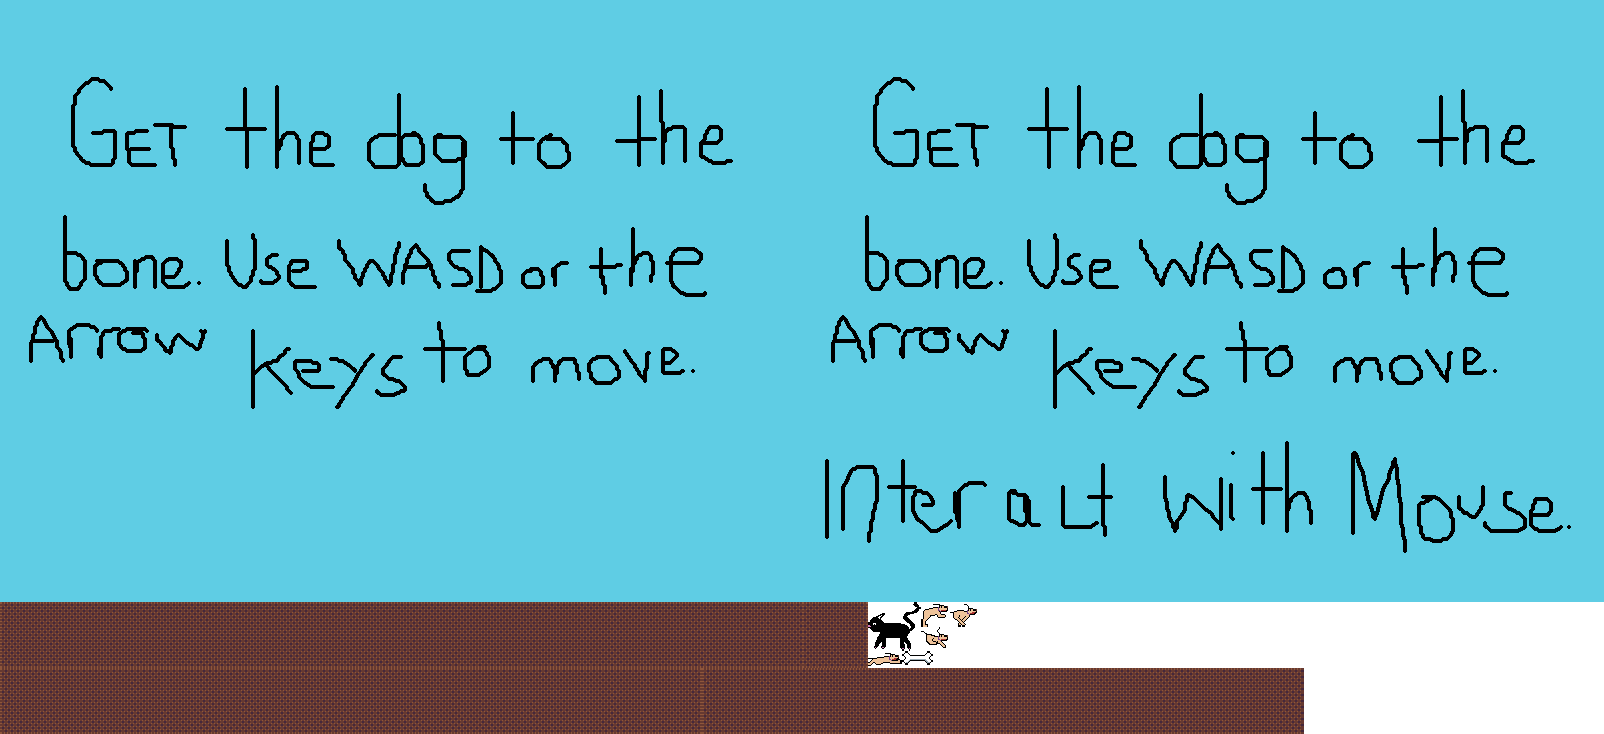 GET the dog to the
bone. Use WASD or the
Arrow keys to move.
GET the dog to the
bone. Use WASD or the
Arrow keys to move.
Interact with Mouse.